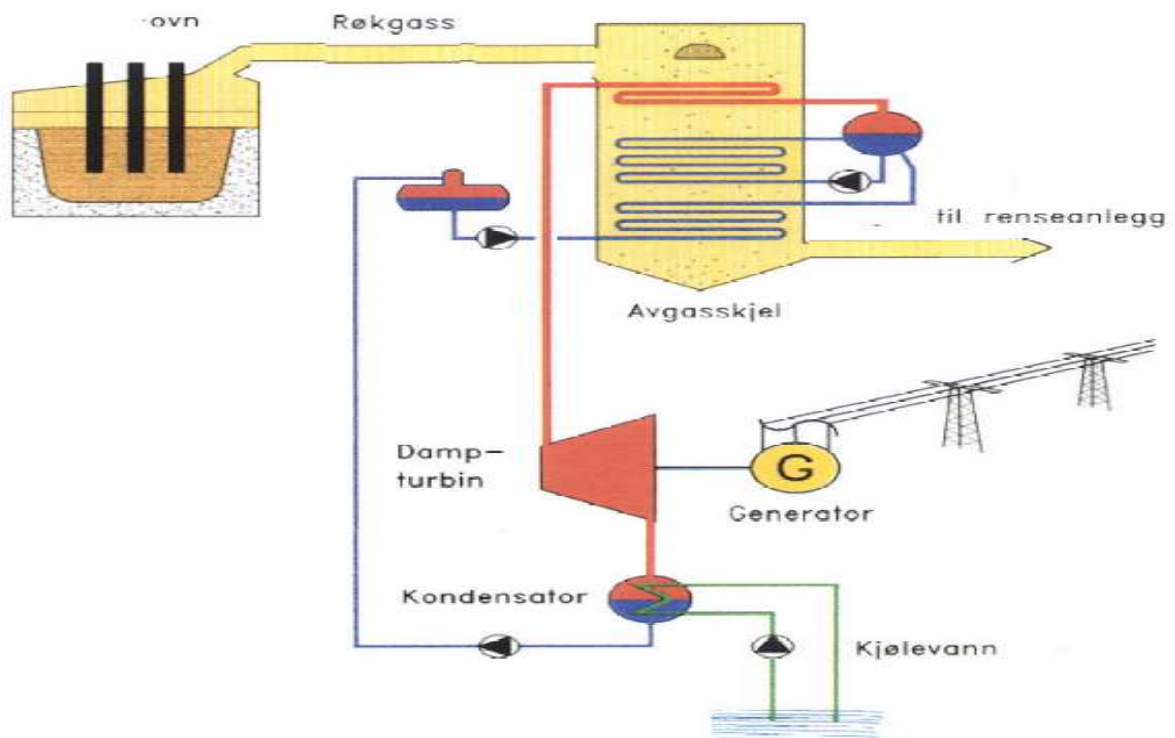 ovn
Røkgass
til renseanlegg
Avgasskjel
Damp-
turbin
G
Generator
Kondensator
Kjølevann